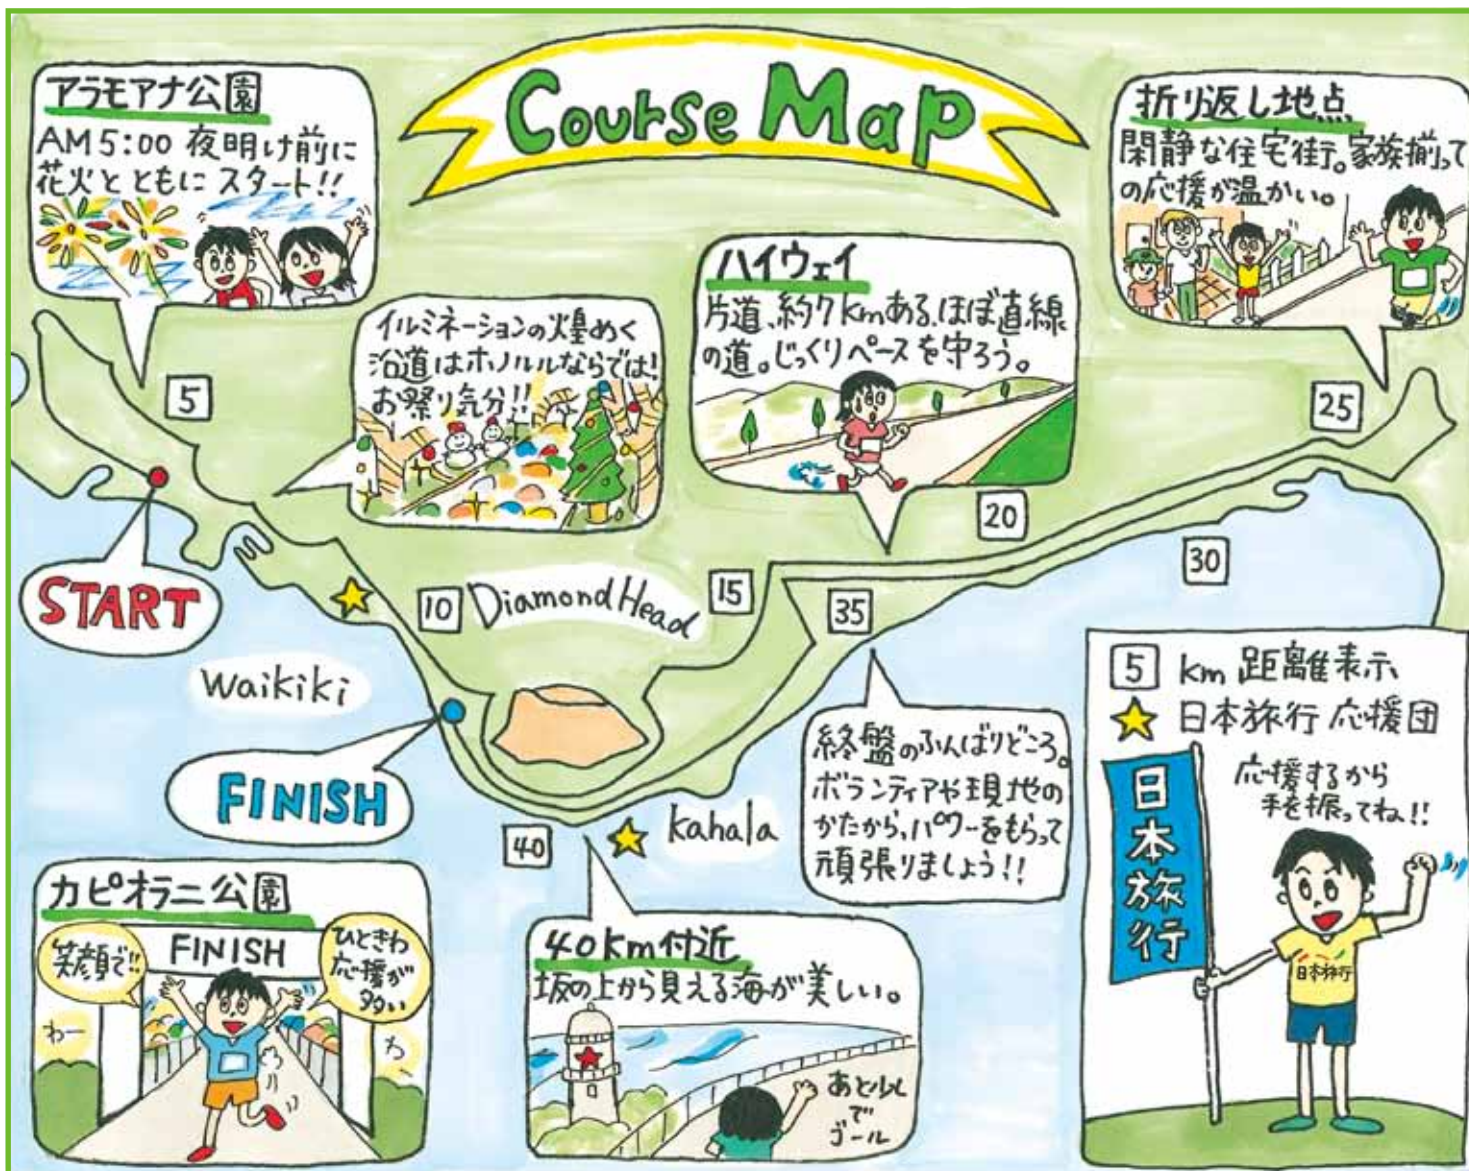 Course Map
アラモアナ公園
AM5:00 夜明け前に
花火とともにスタート!!
折り返し地点
閑静な住宅街。家族揃って
の応援が温かい。
ハイウェイ
片道、約7kmある、ほぼ直線
の道。じっくりペースを守ろう。
イルミネーションの煌めく
沿道はホノルルならでは!
お祭り気分!!
5
25
20
START
30
10
Diamond Head
15
35
Waikiki
FINISH
40
Kahala
終盤のふんばりどころ。
ボランティアや現地の
かたから、パワーをもらって
頑張りましょう!!
5 km 距離表示
日本旅行 応援団
応援するから
手を振ってね!!
日本旅行
日本旅行
カピオラニ公園
笑顔で!!
FINISH
ひときわ
応援が
多い
わー
わ
40km付近
坂の上から見える海が美しい。
あと少し
で
ゴール